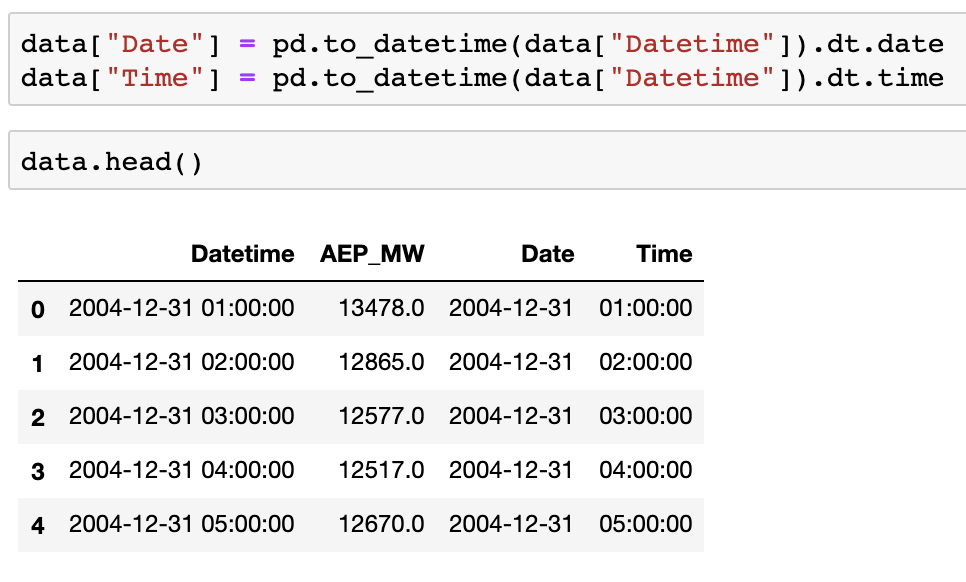 data["Date"] = pd.to_datetime(data["Datetime"]).dt.date
data["Time"] = pd.to_datetime(data["Datetime"]).dt.time
data.head()
Datetime AEP_MW Date Time
0 2004-12-31 01:00:00 13478.0 2004-12-31 01:00:00
1 2004-12-31 02:00:00 12865.0 2004-12-31 02:00:00
2 2004-12-31 03:00:00 12577.0 2004-12-31 03:00:00
3 2004-12-31 04:00:00 12517.0 2004-12-31 04:00:00
4 2004-12-31 05:00:00 12670.0 2004-12-31 05:00:00